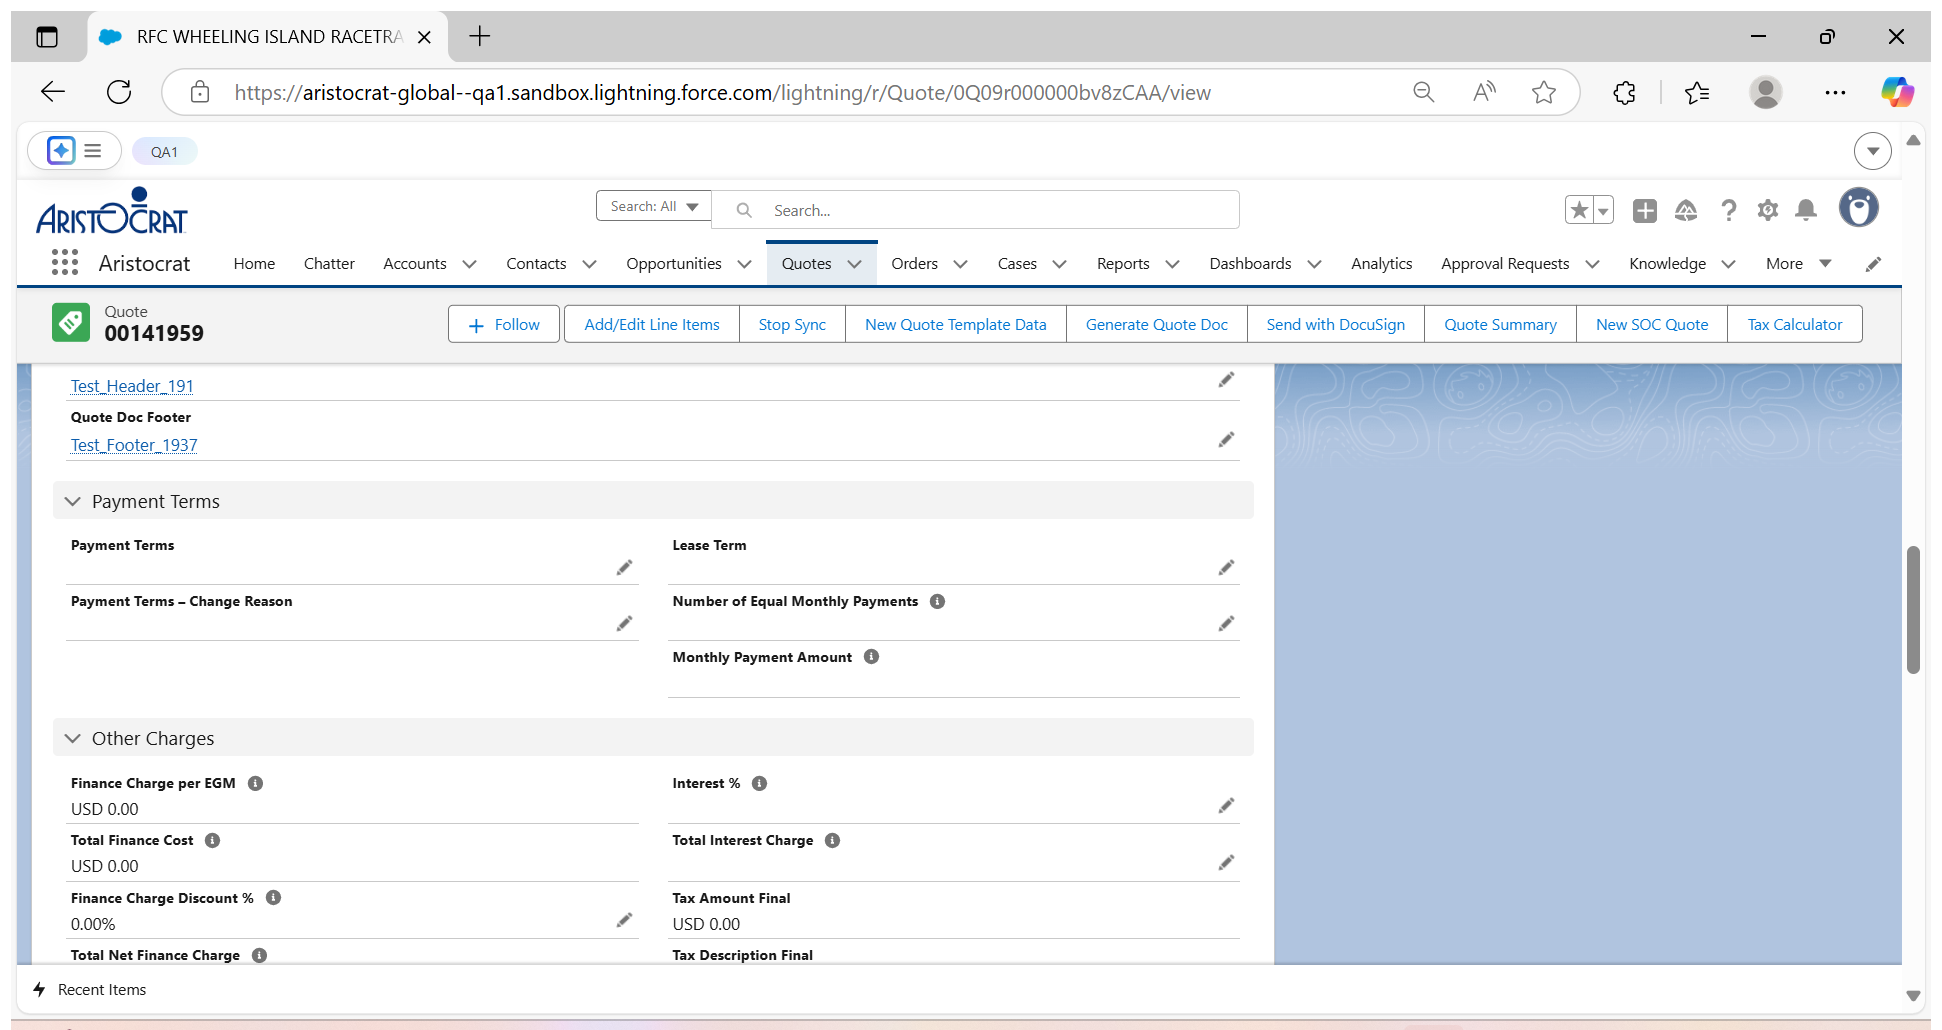 RFC WHEELING ISLAND RACETRA
https://aristocrat-global--qa1.sandbox.lightning.force.com/lightning/r/Quote/0Q09r000000bv8zCAA/view
QA1
ARISTOCRAT
Search: All
Search...
Aristocrat
Home
Chatter
Accounts
Contacts
Opportunities
Quotes
Orders
Cases
Reports
Dashboards
Analytics
Approval Requests
Knowledge
More
Quote
00141959
Follow
Add/Edit Line Items
Stop Sync
New Quote Template Data
Generate Quote Doc
Send with DocuSign
Quote Summary
New SOC Quote
Tax Calculator
Test_Header_191
Quote Doc Footer
Test_Footer_1937
Payment Terms
Payment Terms
Lease Term
Payment Terms – Change Reason
Number of Equal Monthly Payments
Monthly Payment Amount
Other Charges
Finance Charge per EGM
USD 0.00
Interest %
Total Finance Cost
USD 0.00
Total Interest Charge
Finance Charge Discount %
0.00%
Tax Amount Final
USD 0.00
Total Net Finance Charge
Tax Description Final
Recent Items